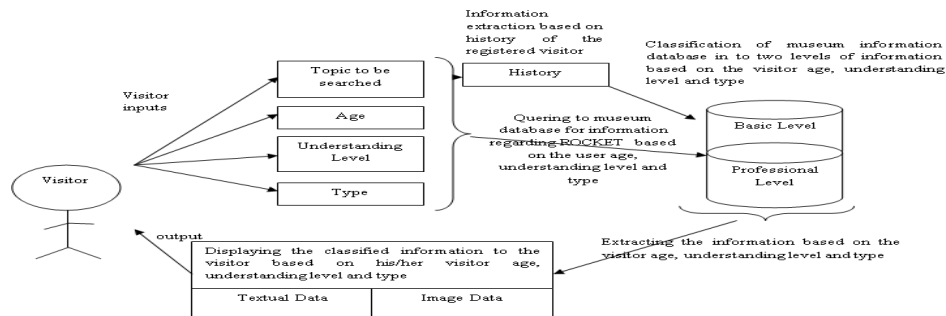 Information
extraction based on
history of the
registered visitor
Classification of museum information
database in to two levels of information
based on the visitor age, understanding
level and type
Topic to be
searched
History
Visitor
inputs
Age
Quering to museum
database for information
regarding ROCKET based
on the user age,
understanding level and
type
Basic Level
Understanding
Level
Professional
Level
Visitor
Type
output
Displaying the classified information to the
visitor based on his/her visitor age,
understanding level and type
Extracting the information based on the
visitor age, understanding level and type
Textual Data
Image Data